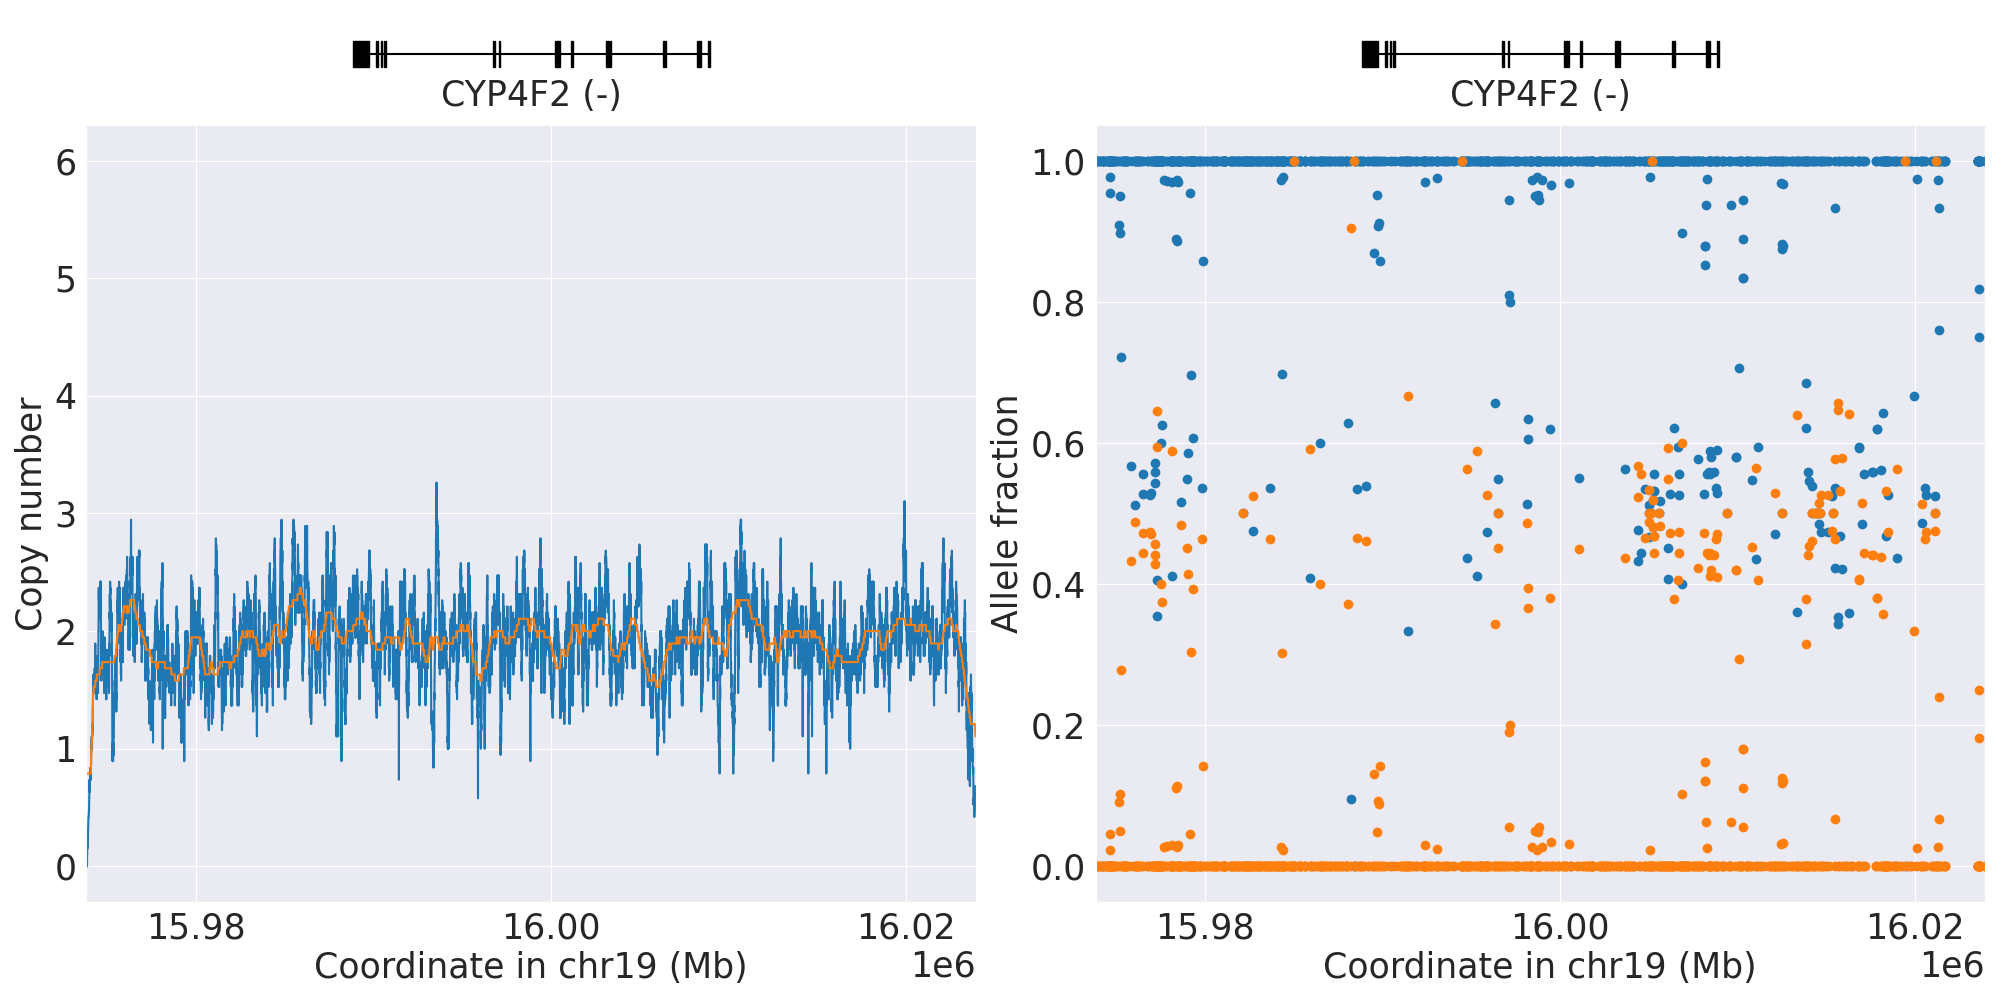 CYP4F2 (-)
CYP4F2 (-)
6
5
4
3
2
1
0
Copy number
15.98
16.00
16.02
Coordinate in chr19 (Mb)
1e6
1.0
0.8
0.6
0.4
0.2
0.0
Allele fraction
15.98
16.00
16.02
Coordinate in chr19 (Mb)
1e6